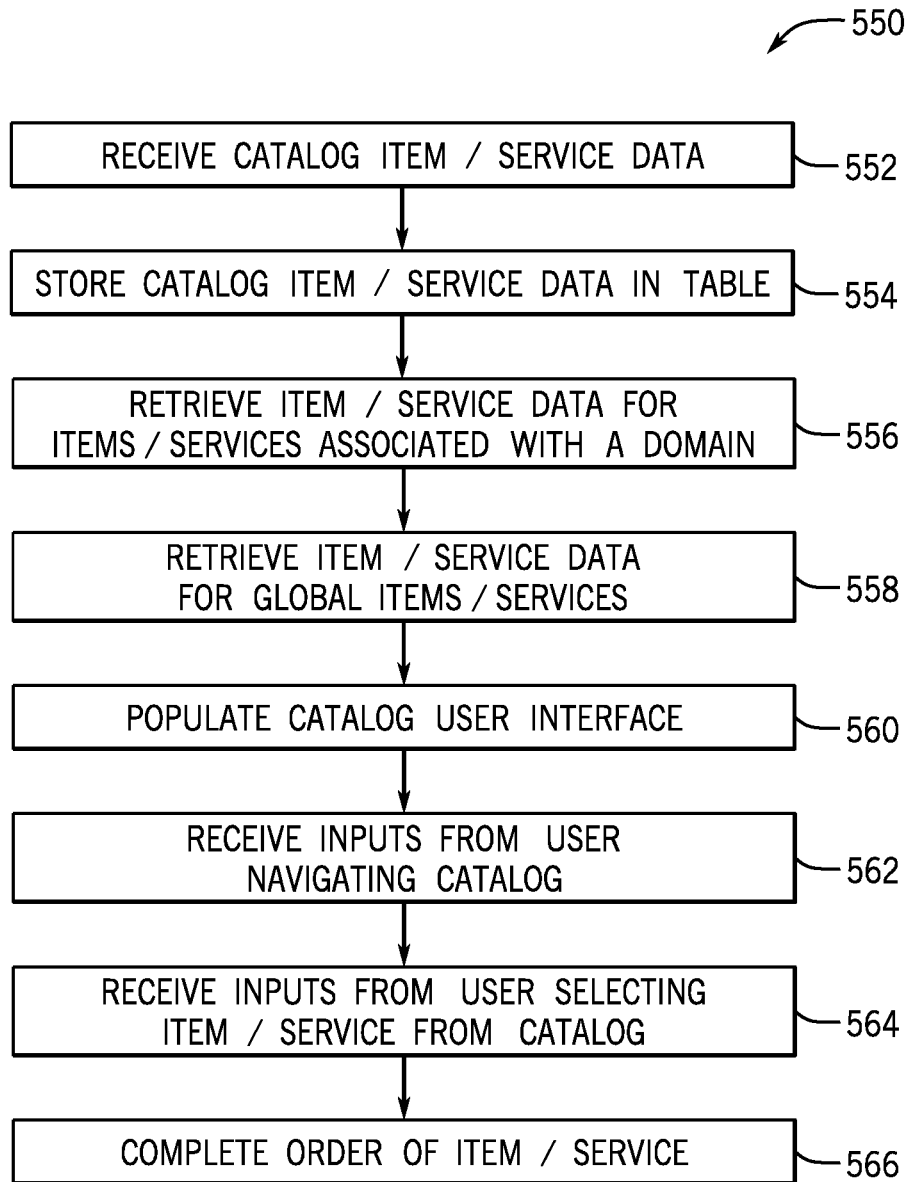 550
RECEIVE CATALOG ITEM / SERVICE DATA
552
STORE CATALOG ITEM / SERVICE DATA IN TABLE
554
RETRIEVE ITEM / SERVICE DATA FOR
ITEMS / SERVICES ASSOCIATED WITH A DOMAIN
556
RETRIEVE ITEM / SERVICE DATA
FOR GLOBAL ITEMS / SERVICES
558
POPULATE CATALOG USER INTERFACE
560
RECEIVE INPUTS FROM USER
NAVIGATING CATALOG
562
RECEIVE INPUTS FROM USER SELECTING
ITEM / SERVICE FROM CATALOG
564
COMPLETE ORDER OF ITEM / SERVICE
566